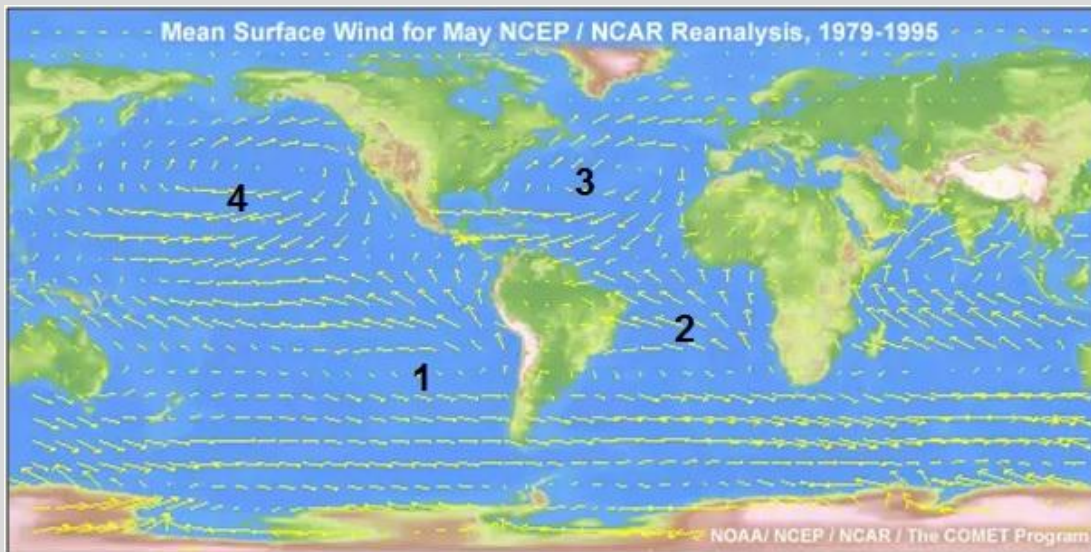 Mean Surface Wind for May NCEP / NCAR Reanalysis, 1979-1995
3
4
2
1
NOAA/ NCEP / NCAR / The COMET Program